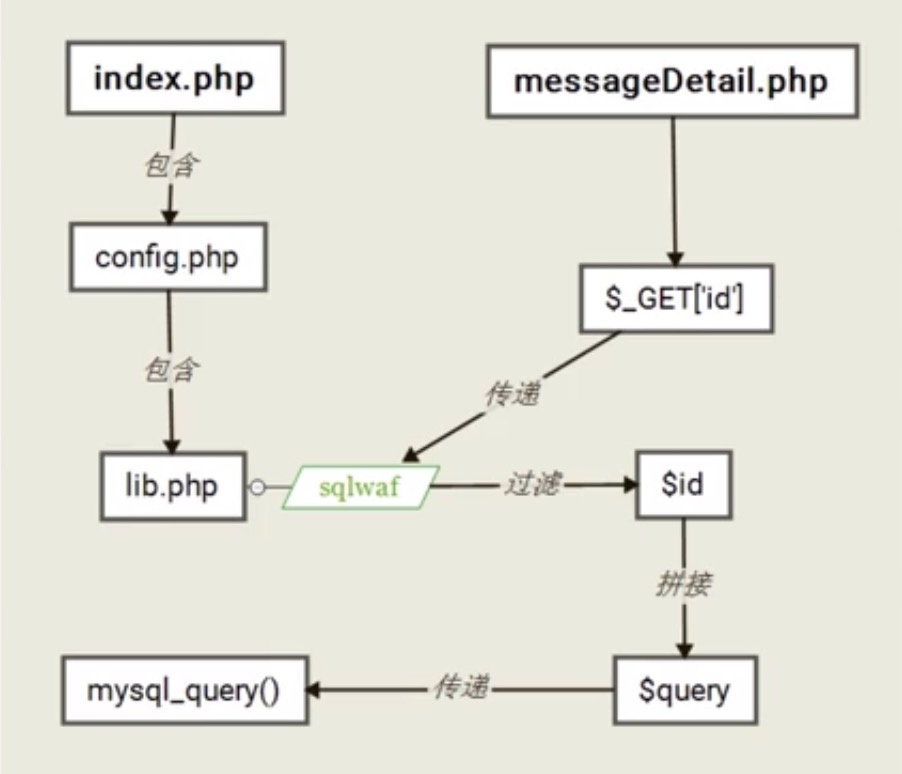 index.php
messageDetail.php
包含
config.php
$_GET['id']
包含
传递
lib.php
sqlwaf
过滤
$id
拼接
mysql_query()
传递
$query